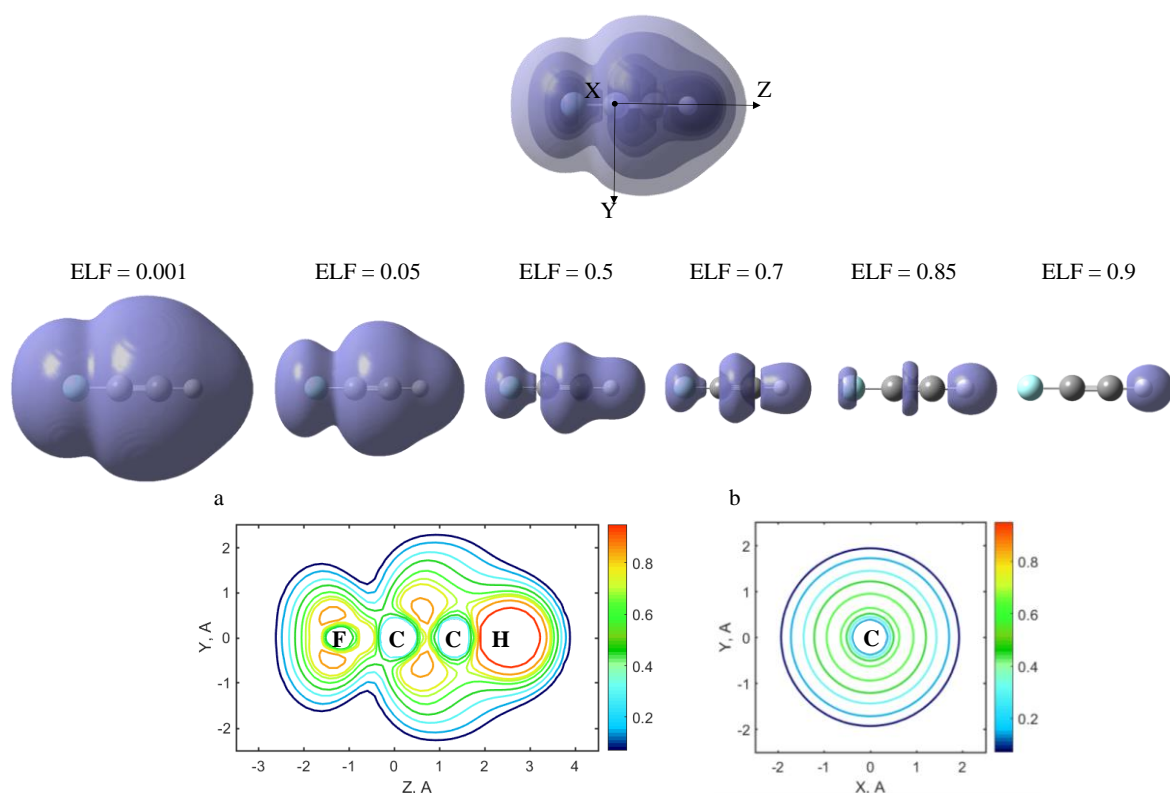 X
Z
Y
ELF = 0.001
ELF = 0.05
ELF = 0.5
ELF = 0.7
ELF = 0.85
ELF = 0.9
a
b
2
1
0
-1
-2
Y, A
F
C
C
H
-3
-2
-1
0
1
2
3
4
Z, A
0.8
0.6
0.4
0.2
2
1
0
-1
-2
Y, A
C
-2
-1
0
1
2
X, A
0.8
0.6
0.4
0.2